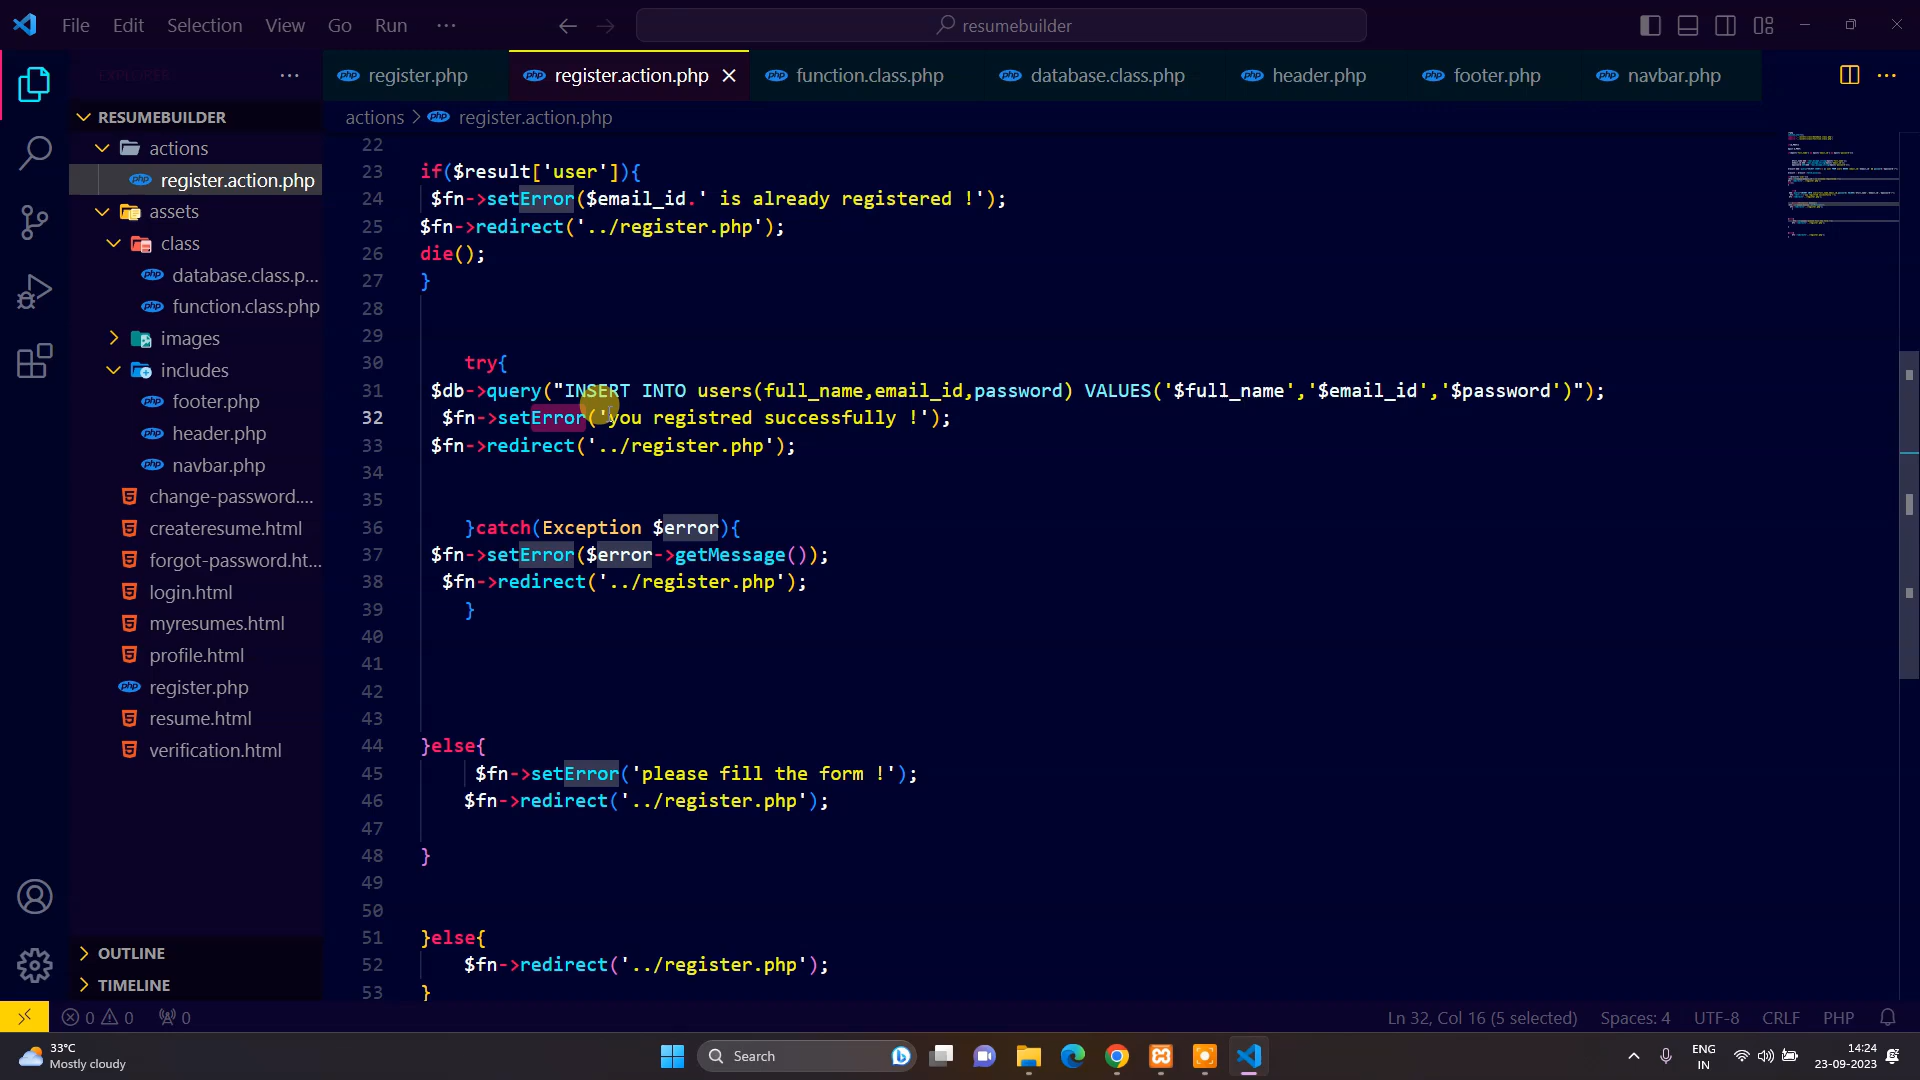 File Edit Selection View Go Run ··· resumebuilder
EXPLORER ···
register.php register.action.php function.class.php database.class.php header.php footer.php navbar.php
actions > register.action.php
RESUMEBUILDER
actions
register.action.php
assets
class
database.class.p...
function.class.php
images
includes
footer.php
header.php
navbar.php
change-password....
createresume.html
forgot-password.ht...
login.html
myresumes.html
profile.html
register.php
resume.html
verification.html
OUTLINE
TIMELINE
22
23 if($result['user']){
24 $fn->setError($email_id.' is already registered !');
25 $fn->redirect('../register.php');
26 die();
27 }
28
29
30 try{
31 $db->query("INSERT INTO users(full_name,email_id,password) VALUES('$full_name','$email_id','$password')");
32 $fn->setError('you registred successfully !');
33 $fn->redirect('../register.php');
34
35
36 }catch(Exception $error){
37 $fn->setError($error->getMessage());
38 $fn->redirect('../register.php');
39 }
40
41
42
43
44 }else{
45 $fn->setError('please fill the form !');
46 $fn->redirect('../register.php');
47
48 }
49
50
51 }else{
52 $fn->redirect('../register.php');
53 }
0 0 0 Ln 32, Col 16 (5 selected) Spaces: 4 UTF-8 CRLF PHP
33°C
Mostly cloudy
Search
ENG
IN
14:24
23-09-2023